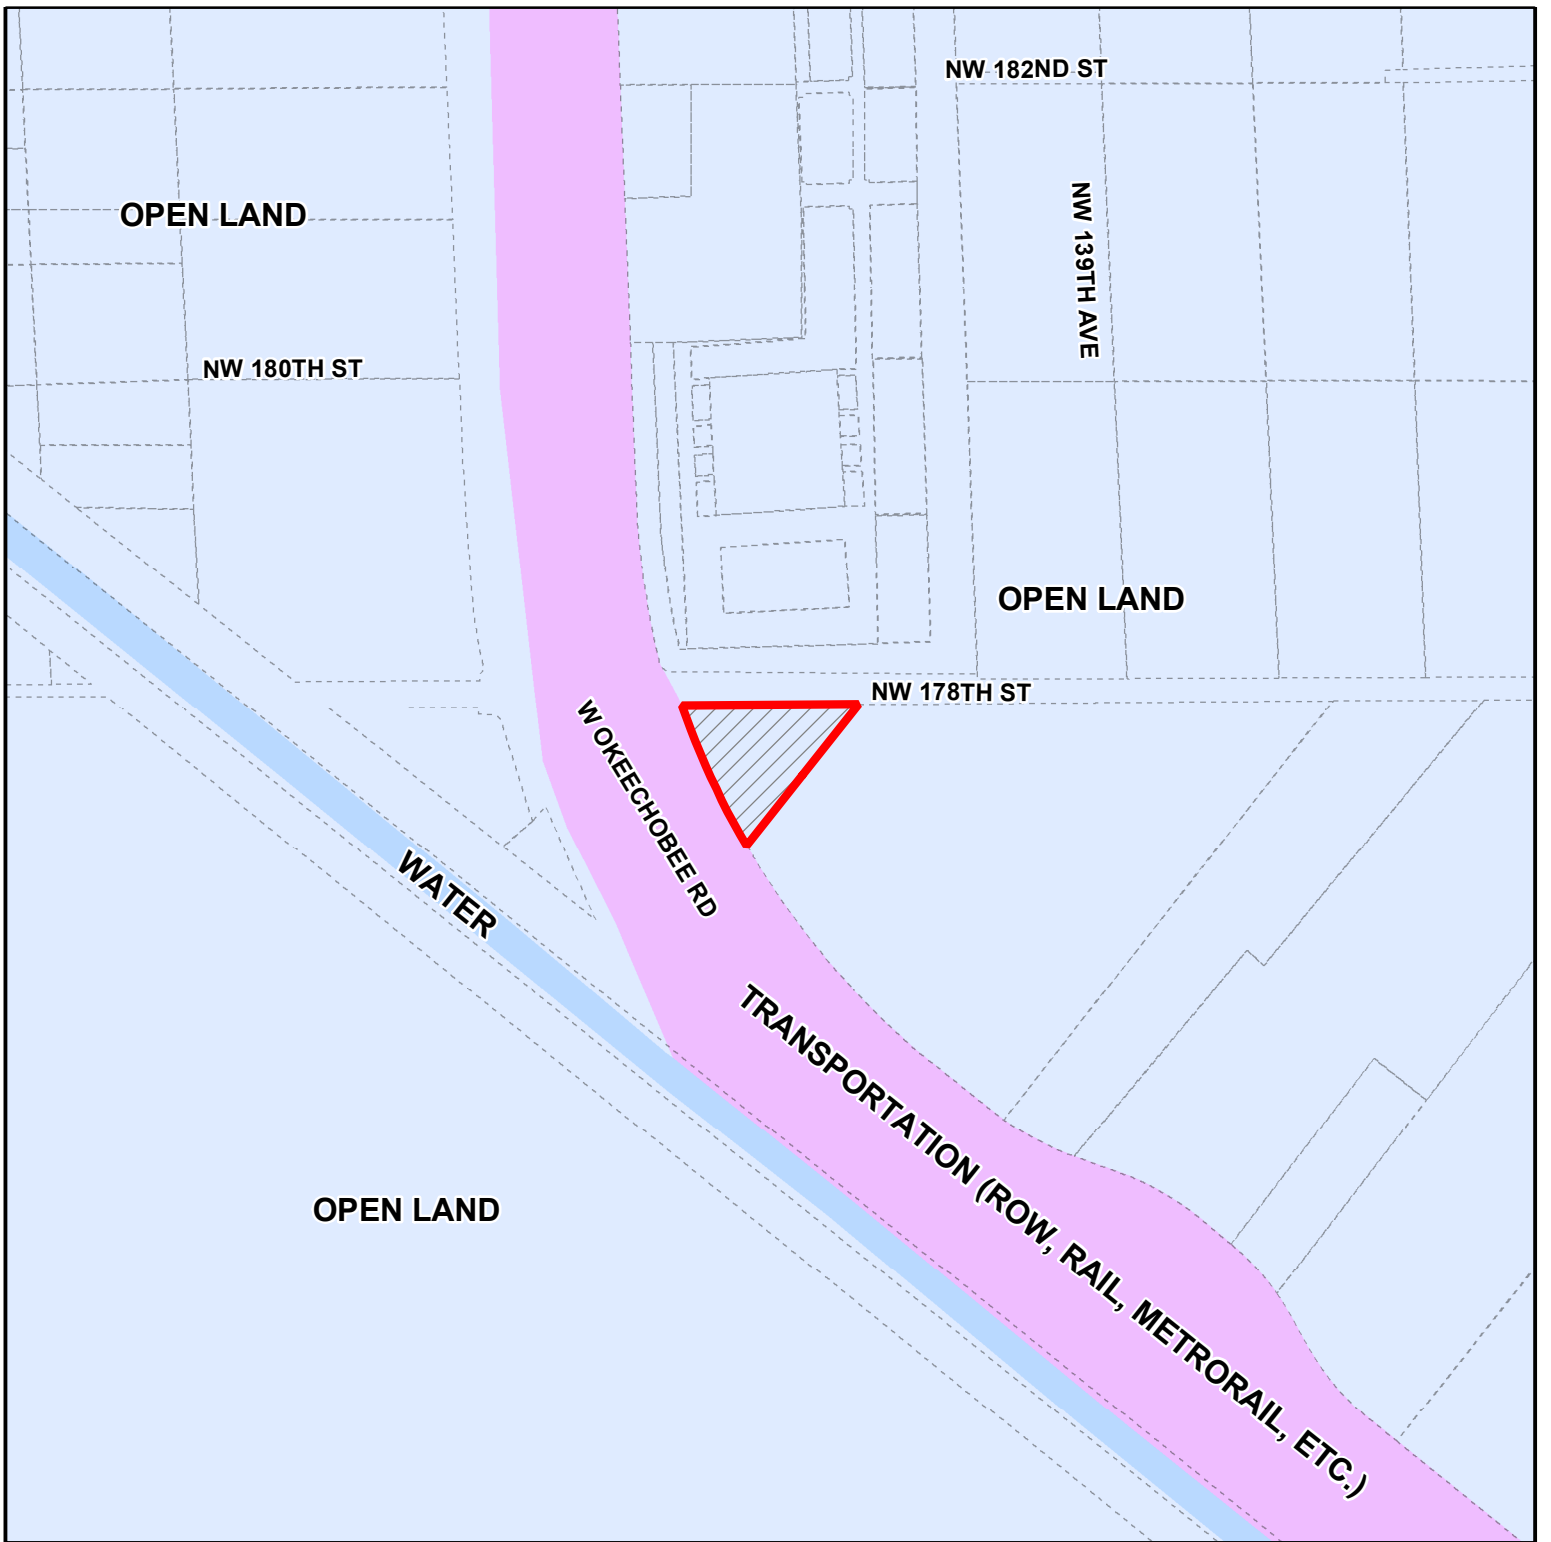 NW 182ND ST
OPEN LAND
NW 139TH AVE
NW 180TH ST
OPEN LAND
NW 178TH ST
W OKEECHOBEE RD
WATER
TRANSPORTATION (ROW, RAIL, METRORAIL, ETC.)
OPEN LAND